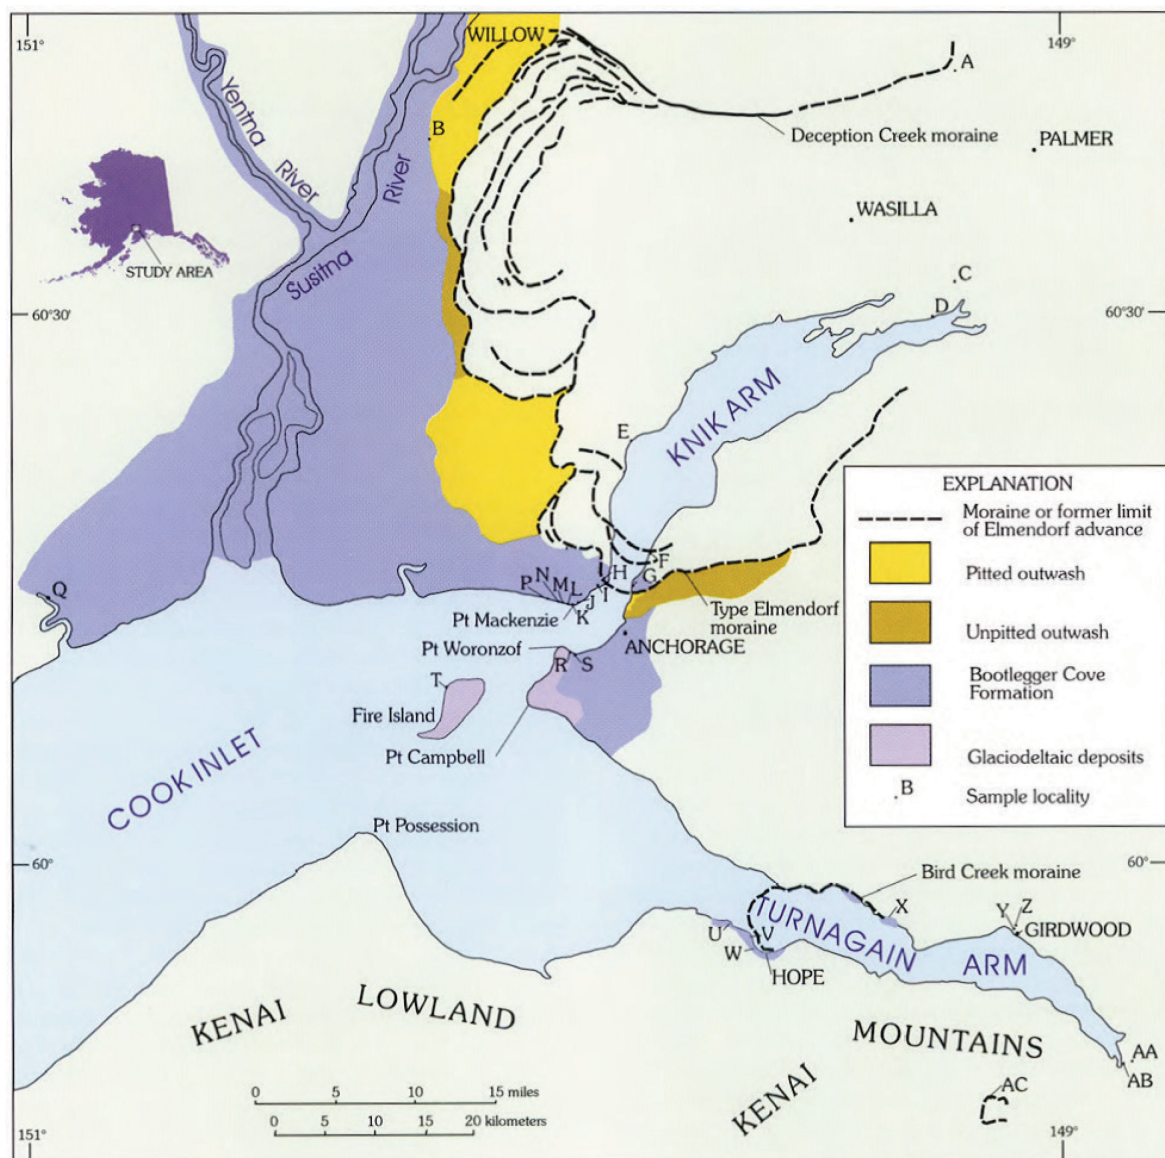 151°
WILLOW
149°
A
Yentna
River
Deception Creek moraine
B
PALMER
River
WASILLA
STUDY AREA
Susitna
C
D
60°30'
60°30'
KNIK ARM
E
EXPLANATION
Moraine or former limit
of Elmendorf advance
Pitted outwash
Unpitted outwash
Bootlegger Cove
Formation
Glaciodeltaic deposits
B
Sample locality
F
H
G
Q
P
N
M
L
I
J
K
Pt Mackenzie
Type Elmendorf
moraine
Pt Woronzof
ANCHORAGE
R
S
T
Fire Island
Pt Campbell
COOK INLET
Pt Possession
60°
60°
Bird Creek moraine
TURNAGAIN
ARM
X
Y
Z
GIRDWOOD
U
V
W
HOPE
KENAI
LOWLAND
KENAI
MOUNTAINS
AA
AB
AC
0 5 10 15 miles
0 5 10 15 20 kilometers
151°
149°